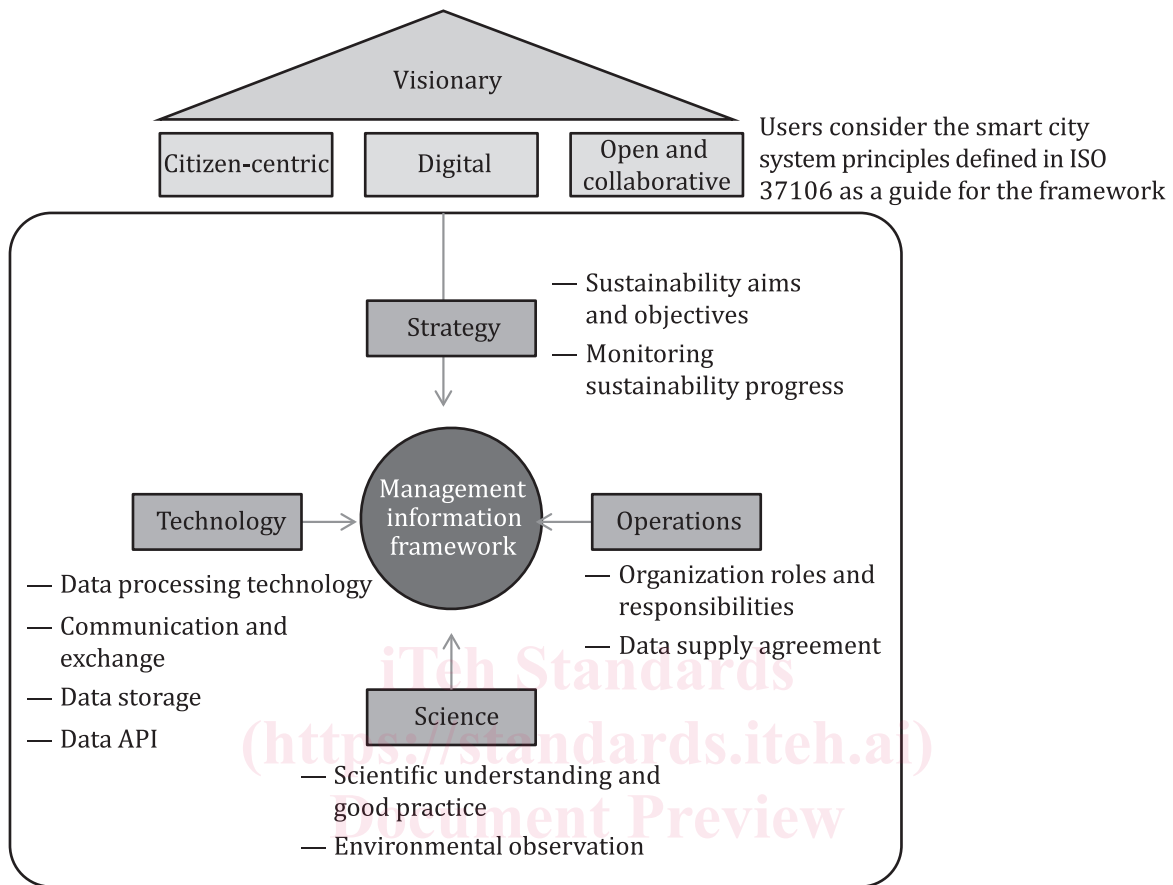 Visionary
Citizen-centric
Digital
Open and
collaborative
Users consider the smart city
system principles defined in ISO
37106 as a guide for the framework
Strategy
— Sustainability aims
and objectives
— Monitoring
sustainability progress
Management
information
framework
Technology
— Data processing technology
— Communication and
exchange
— Data storage
— Data API
Operations
— Organization roles and
responsibilities
— Data supply agreement
Science
— Scientific understanding and
good practice
— Environmental observation
iTeh Standards
(https://standards.iteh.ai)
Document Preview